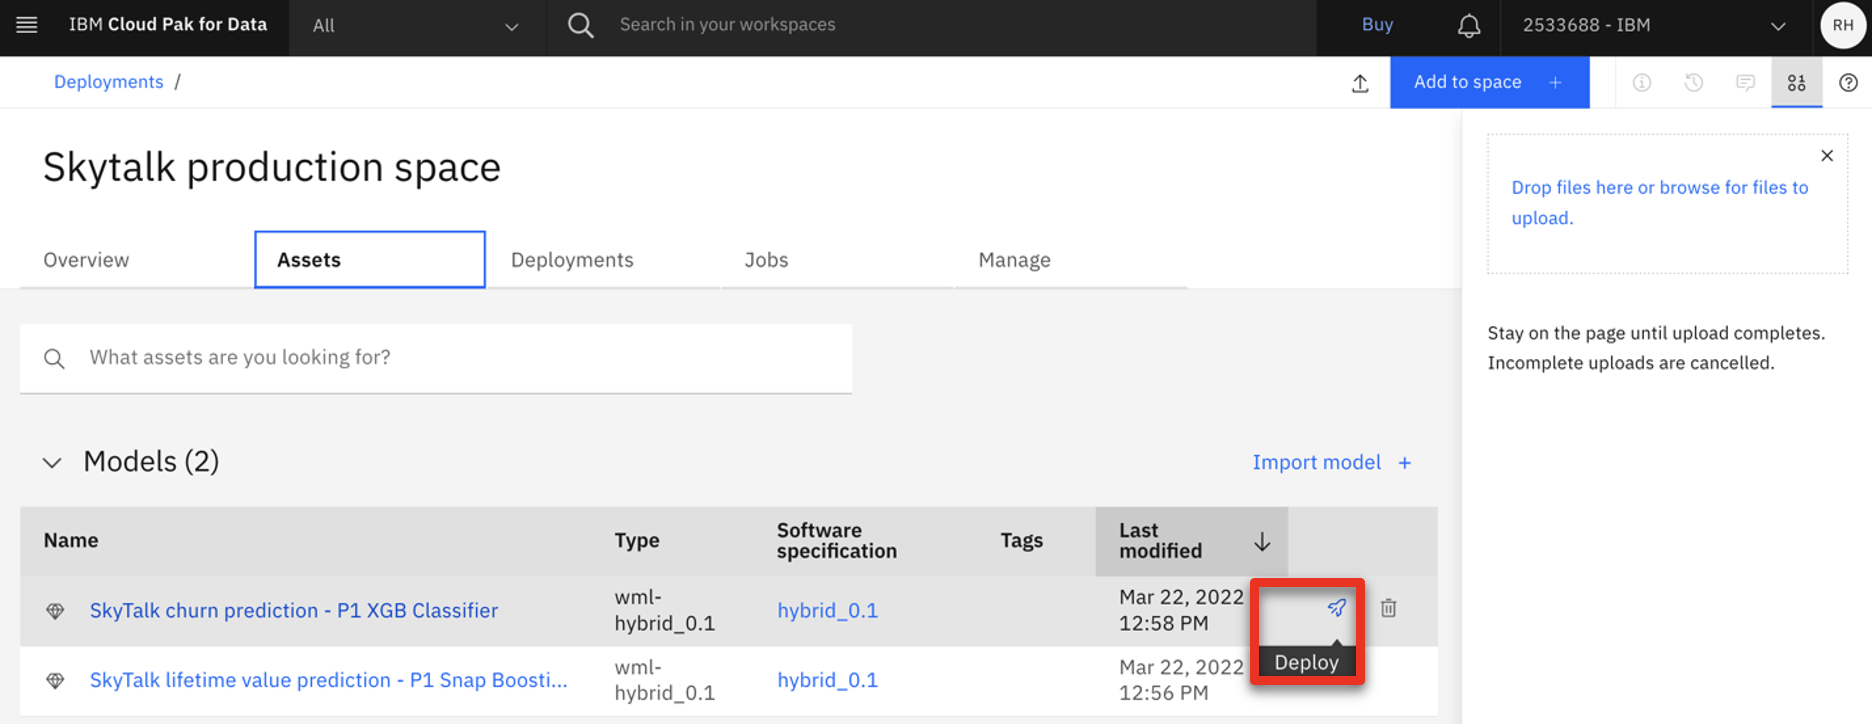 IBM Cloud Pak for Data
All
Search in your workspaces
Buy
2533688 - IBM
RH
Deployments /
Add to space +
Skytalk production space
Overview
Assets
Deployments
Jobs
Manage
Drop files here or browse for files to
upload.
Stay on the page until upload completes.
Incomplete uploads are cancelled.
What assets are you looking for?
Models (2)
Import model +
Name
Type
Software
specification
Tags
Last
modified
SkyTalk churn prediction - P1 XGB Classifier
wml-
hybrid_0.1
hybrid_0.1
Mar 22, 2022
12:58 PM
Deploy
SkyTalk lifetime value prediction - P1 Snap Boosti...
wml-
hybrid_0.1
hybrid_0.1
Mar 22, 2022
12:56 PM